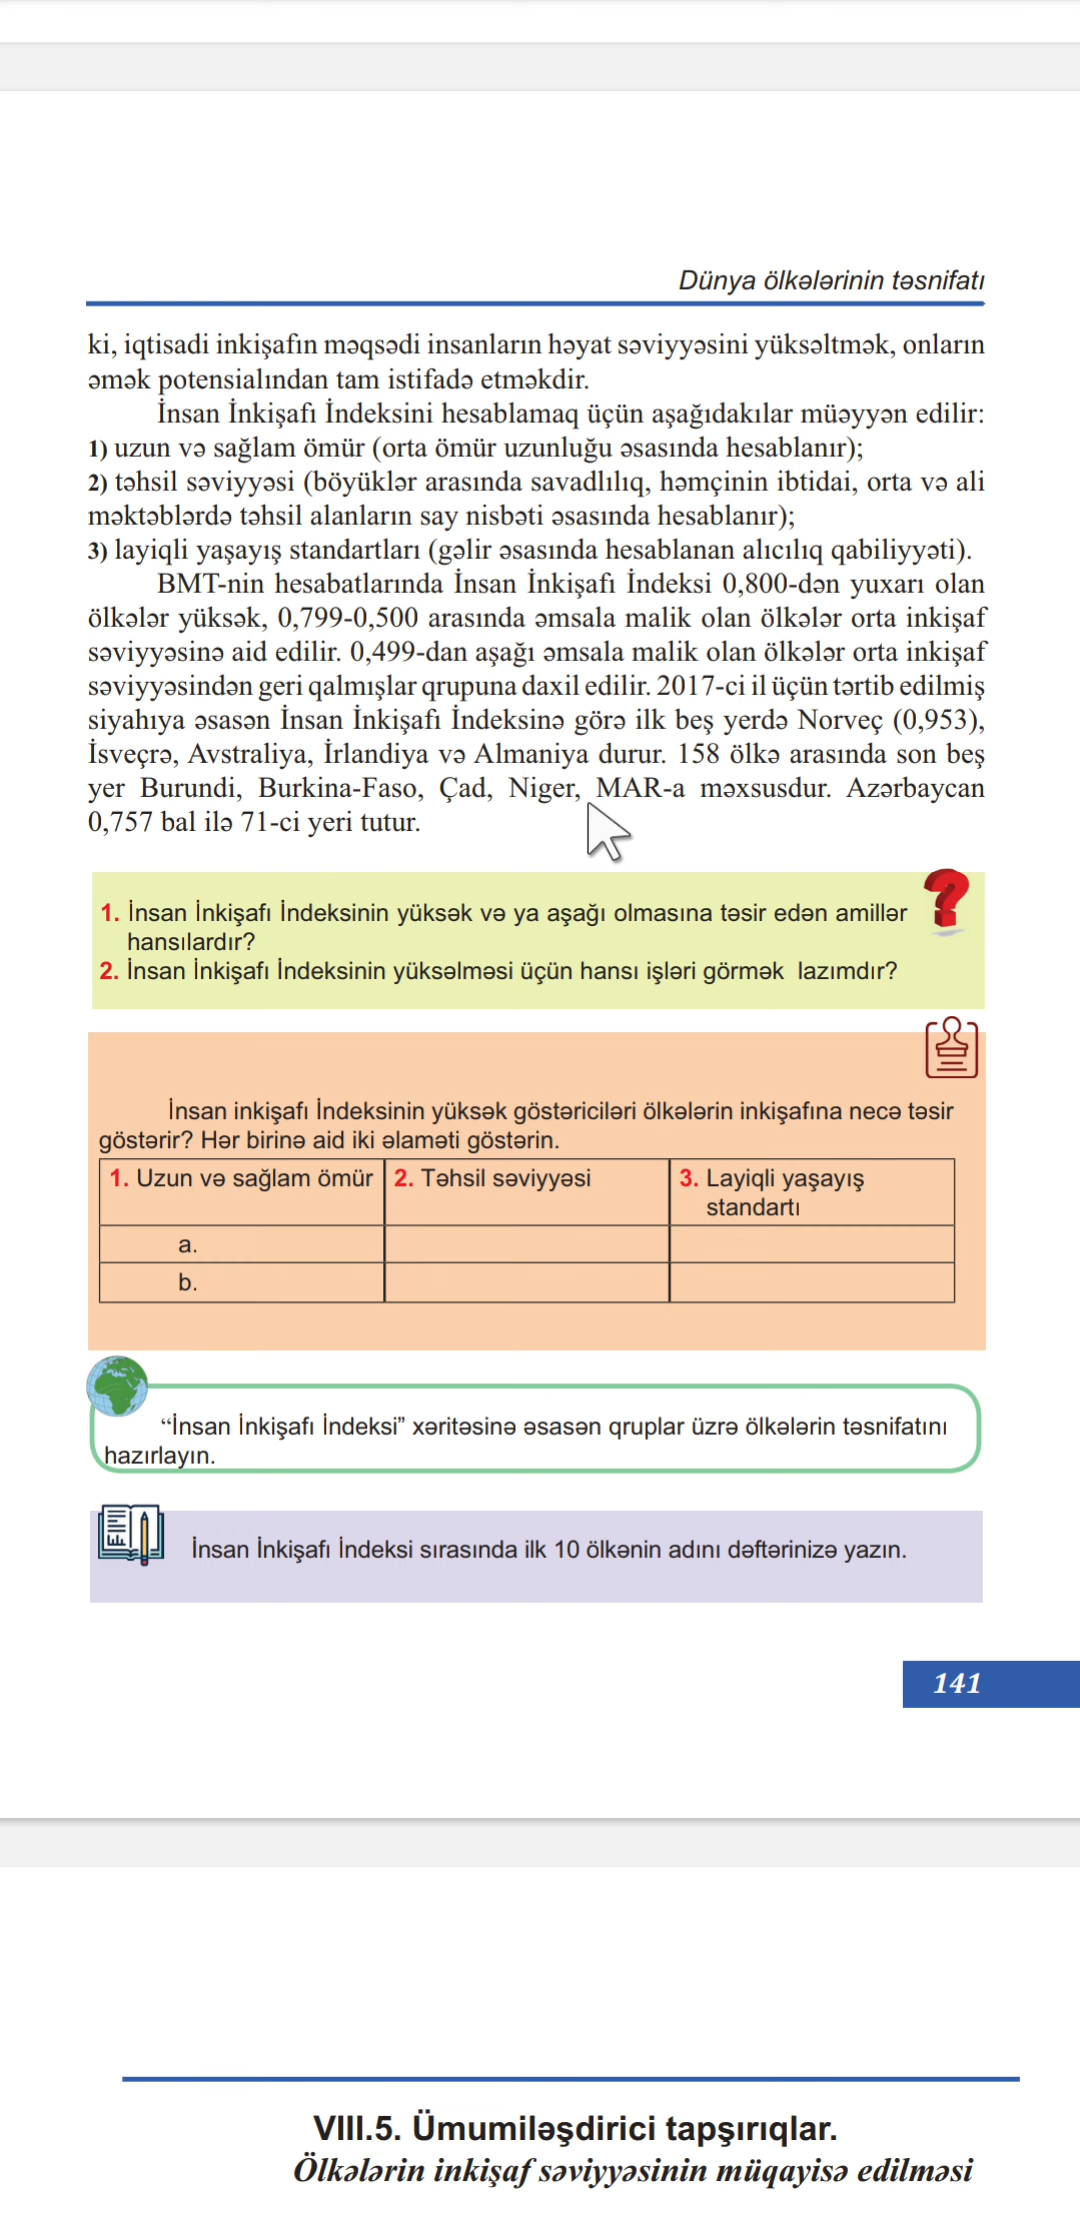 Dünya ölkələrinin təsnifatı
ki, iqtisadi inkişafın məqsədi insanların həyat səviyyəsini yüksəltmək, onların
əmək potensialından tam istifadə etməkdir.
İnsan İnkişafı İndeksini hesablamaq üçün aşağıdakılar müəyyən edilir:
1) uzun və sağlam ömür (orta ömür uzunluğu əsasında hesablanır);
2) təhsil səviyyəsi (böyüklər arasında savadlılıq, həmçinin ibtidai, orta və ali
məktəblərdə təhsil alanların say nisbəti əsasında hesablanır);
3) layiqli yaşayış standartları (gəlir əsasında hesablanan alıcılıq qabiliyyəti).
BMT-nin hesabatlarında İnsan İnkişafı İndeksi 0,800-dən yuxarı olan
ölkələr yüksək, 0,799-0,500 arasında əmsala malik olan ölkələr orta inkişaf
səviyyəsinə aid edilir. 0,499-dan aşağı əmsala malik olan ölkələr orta inkişaf
səviyyəsindən geri qalmışlar qrupuna daxil edilir. 2017-ci il üçün tərtib edilmiş
siyahıya əsasən İnsan İnkişafı İndeksinə görə ilk beş yerdə Norveç (0,953),
İsveçrə, Avstraliya, İrlandiya və Almaniya durur. 158 ölkə arasında son beş
yer Burundi, Burkina-Faso, Çad, Niger, MAR-a məxsusdur. Azərbaycan
0,757 bal ilə 71-ci yeri tutur.
1. İnsan İnkişafı İndeksinin yüksək və ya aşağı olmasına təsir edən amillər
hansılardır?
2. İnsan İnkişafı İndeksinin yüksəlməsi üçün hansı işləri görmək lazımdır?
İnsan inkişafı İndeksinin yüksək göstəriciləri ölkələrin inkişafına necə təsir
göstərir? Hər birinə aid iki əlaməti göstərin.
1. Uzun və sağlam ömür 2. Təhsil səviyyəsi 3. Layiqli yaşayış
standartı
a.
b.
“İnsan İnkişafı İndeksi” xəritəsinə əsasən qruplar üzrə ölkələrin təsnifatını
hazırlayın.
İnsan İnkişafı İndeksi sırasında ilk 10 ölkənin adını dəftərinizə yazın.
141
VIII.5. Ümumiləşdirici tapşırıqlar.
Ölkələrin inkişaf səviyyəsinin müqayisə edilməsi